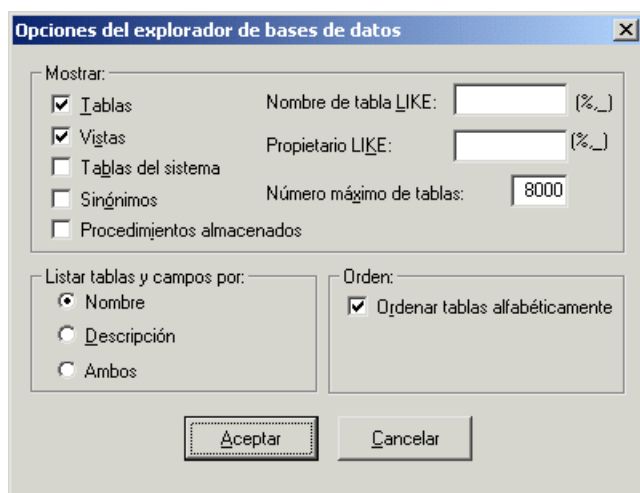 Opciones del explorador de bases de datos
Mostrar:
Tablas
Nombre de tabla LIKE: (%,_)
Vistas
Propietario LIKE: (%,_)
Tablas del sistema
Número máximo de tablas: 8000
Sinónimos
Procedimientos almacenados
Listar tablas y campos por:
Nombre
Descripción
Ambos
Orden:
Ordenar tablas alfabéticamente
Aceptar
Cancelar